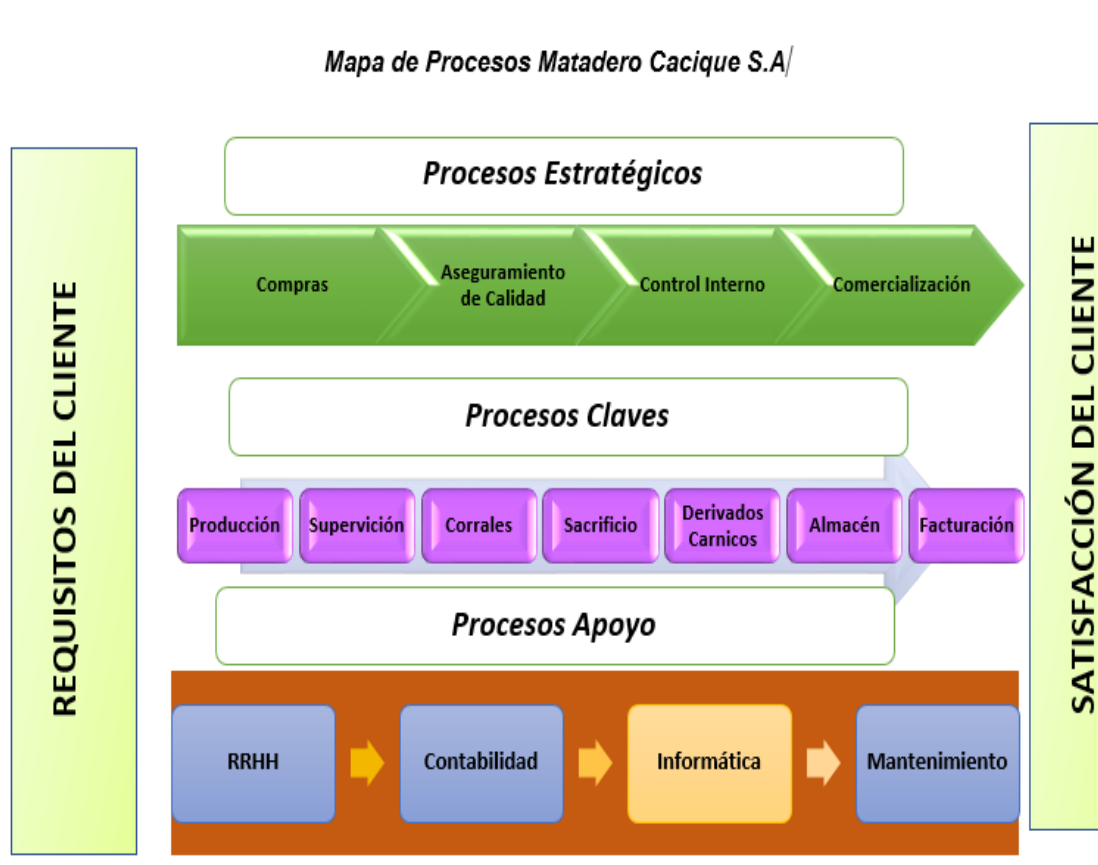 Mapa de Procesos Matadero Cacique S.A
REQUISITOS DEL CLIENTE
Procesos Estratégicos
Compras
Aseguramiento
de Calidad
Control Interno
Comercialización
Procesos Claves
Producción
Supervición
Corrales
Sacrificio
Derivados
Carnicos
Almacén
Facturación
Procesos Apoyo
RRHH
Contabilidad
Informática
Mantenimiento
SATISFACCIÓN DEL CLIENTE